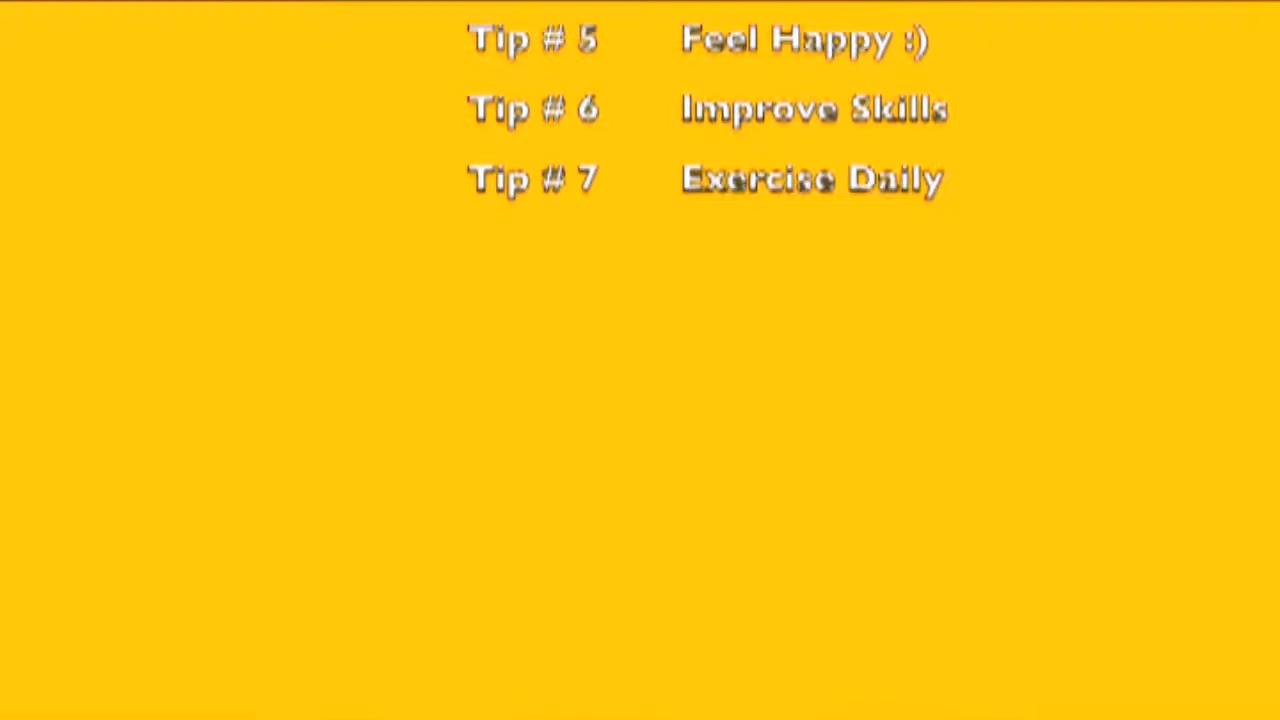 Tip # 5 Feel Happy :)
Tip # 6 Improve Skills
Tip # 7 Exercise Daily